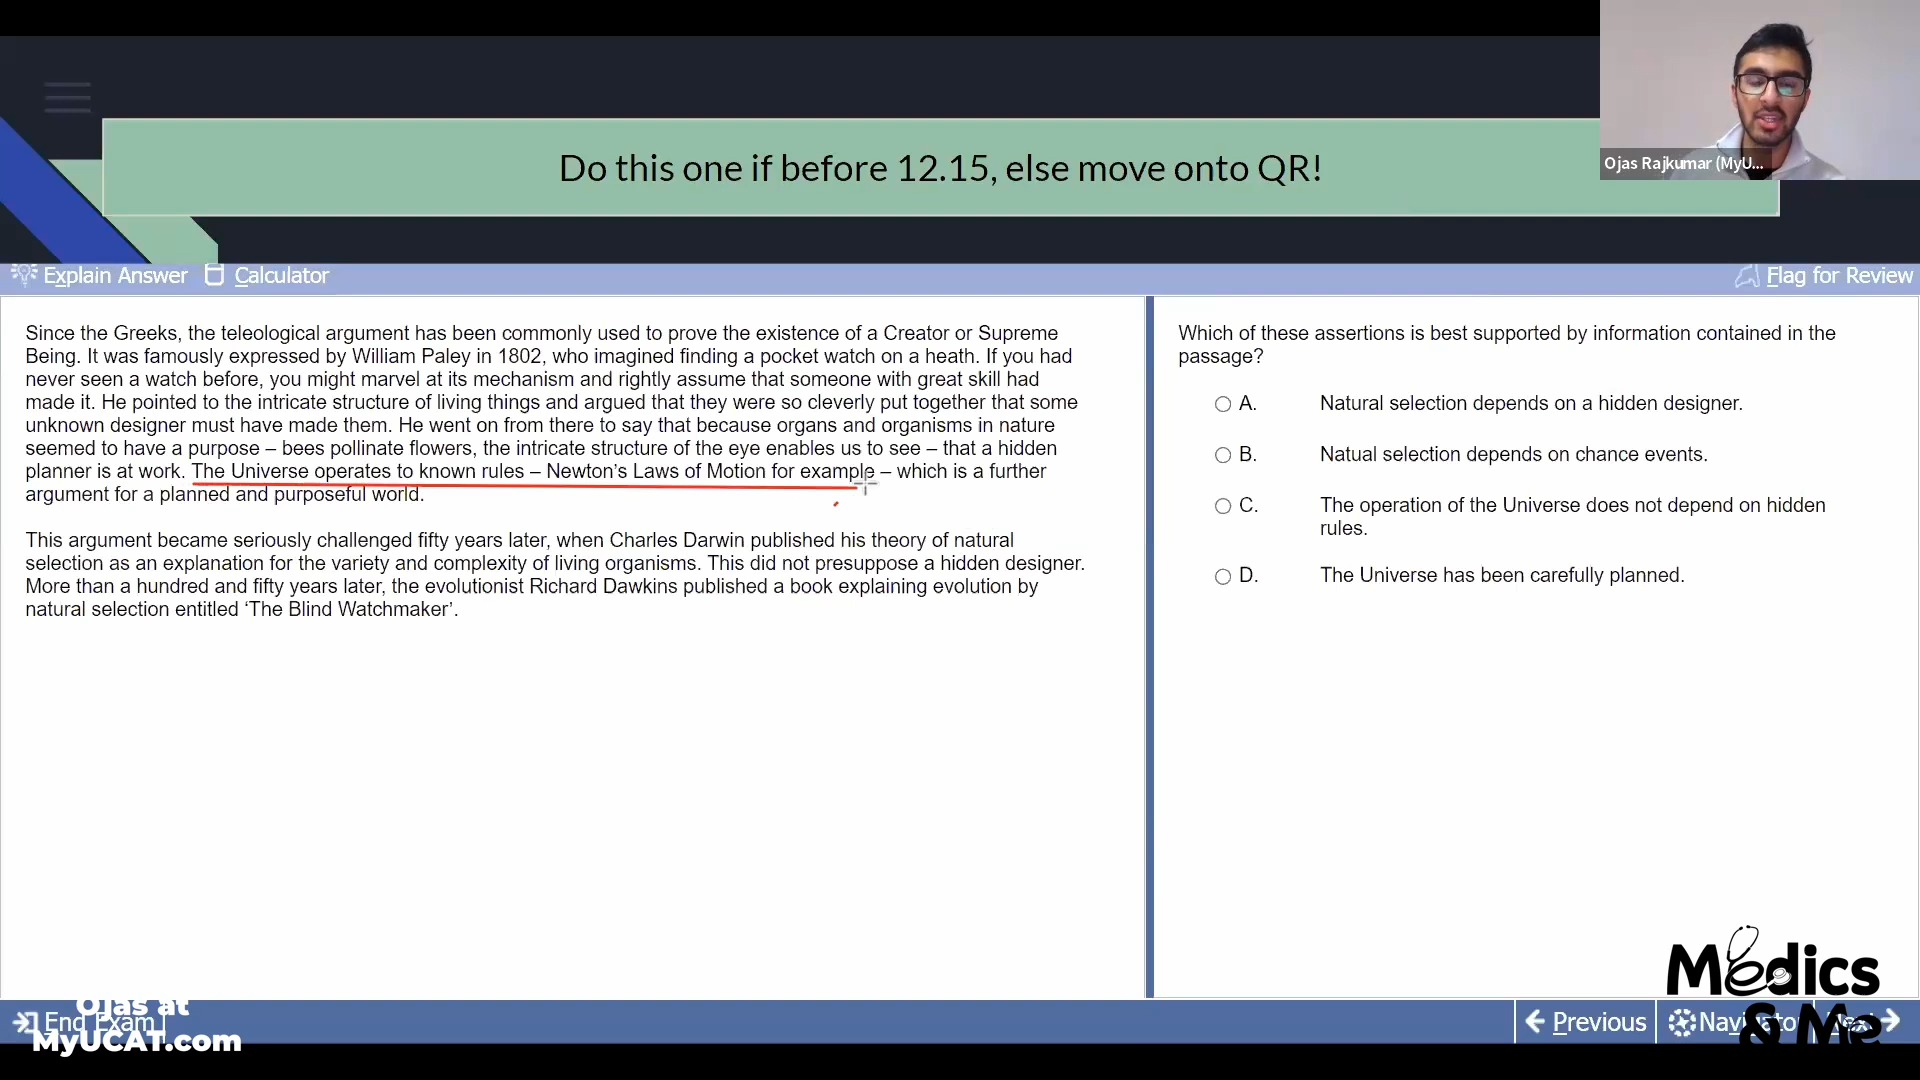 Do this one if before 12.15, else move onto QR!
Ojas Rajkumar (MyU...
Explain Answer
Calculator
Flag for Review
Since the Greeks, the teleological argument has been commonly used to prove the existence of a Creator or Supreme
Being. It was famously expressed by William Paley in 1802, who imagined finding a pocket watch on a heath. If you had
never seen a watch before, you might marvel at its mechanism and rightly assume that someone with great skill had
made it. He pointed to the intricate structure of living things and argued that they were so cleverly put together that some
unknown designer must have made them. He went on from there to say that because organs and organisms in nature
seemed to have a purpose – bees pollinate flowers, the intricate structure of the eye enables us to see – that a hidden
planner is at work. The Universe operates to known rules – Newton's Laws of Motion for example – which is a further
argument for a planned and purposeful world.
This argument became seriously challenged fifty years later, when Charles Darwin published his theory of natural
selection as an explanation for the variety and complexity of living organisms. This did not presuppose a hidden designer.
More than a hundred and fifty years later, the evolutionist Richard Dawkins published a book explaining evolution by
natural selection entitled ‘The Blind Watchmaker’.
Which of these assertions is best supported by information contained in the
passage?
A. Natural selection depends on a hidden designer.
B. Natual selection depends on chance events.
C. The operation of the Universe does not depend on hidden
rules.
D. The Universe has been carefully planned.
Medics
& Me
Ojas at
MyUCAT.com
End Exam
Previous
Navigator
Next